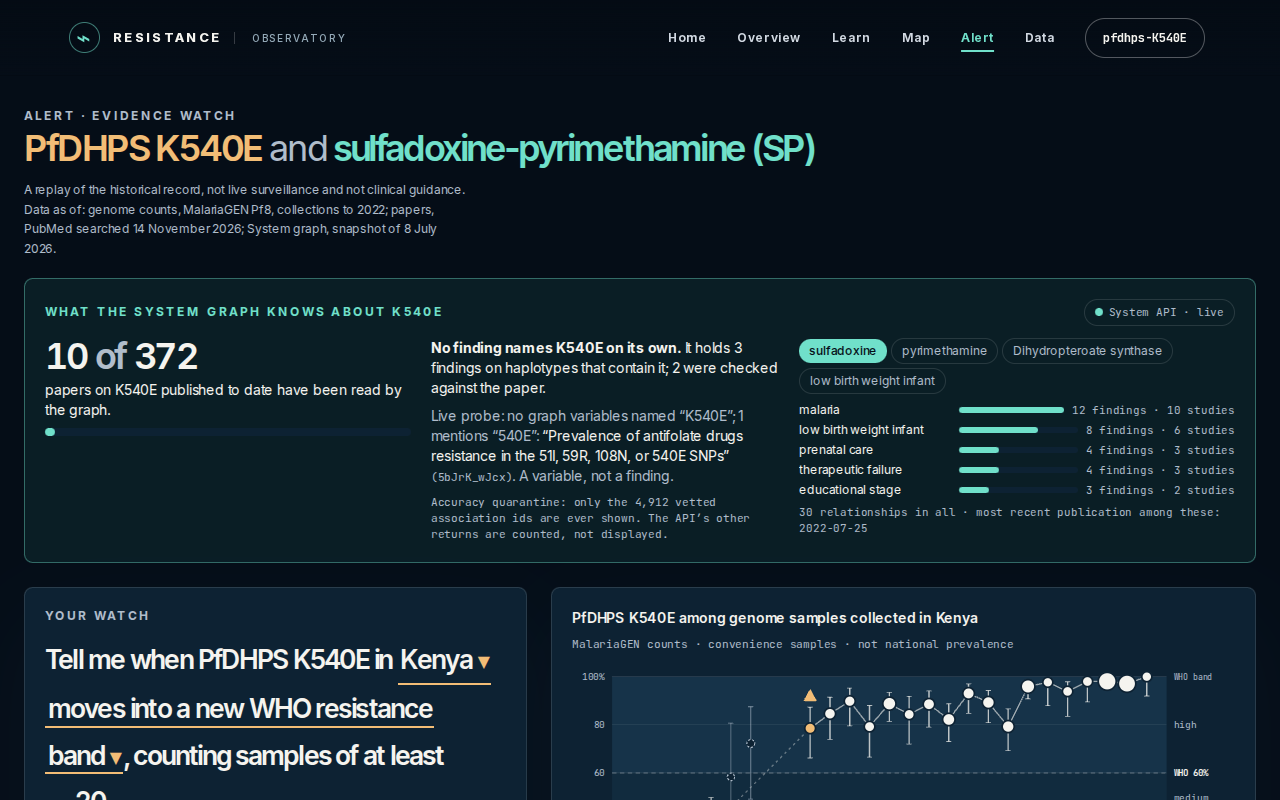 RESISTANCE | OBSERVATORY
Home Overview Learn Map Alert Data pfdhps-K540E
ALERT · EVIDENCE WATCH
PfDHPS K540E and sulfadoxine-pyrimethamine (SP)
A replay of the historical record, not live surveillance and not clinical guidance.
Data as of: genome counts, MalariaGEN Pf8, collections to 2022; papers,
PubMed searched 14 November 2026; System graph, snapshot of 8 July
2026.
WHAT THE SYSTEM GRAPH KNOWS ABOUT K540E
System API · live
10 of 372
papers on K540E published to date have been read by
the graph.
No finding names K540E on its own. It holds 3
findings on haplotypes that contain it; 2 were checked
against the paper.
Live probe: no graph variables named “K540E”; 1
mentions “540E”: “Prevalence of antifolate drugs
resistance in the 51I, 59R, 108N, or 540E SNPs”
(5bJrK_wJcx). A variable, not a finding.
Accuracy quarantine: only the 4,912 vetted
association ids are ever shown. The API’s other
returns are counted, not displayed.
sulfadoxine pyrimethamine Dihydropteroate synthase
low birth weight infant
malaria 12 findings · 10 studies
low birth weight infant 8 findings · 6 studies
prenatal care 4 findings · 3 studies
therapeutic failure 4 findings · 3 studies
educational stage 3 findings · 2 studies
30 relationships in all · most recent publication among these:
2022-07-25
YOUR WATCH
Tell me when PfDHPS K540E in Kenya ▾
moves into a new WHO resistance
band ▾, counting samples of at least
20
PfDHPS K540E among genome samples collected in Kenya
MalariaGEN counts · convenience samples · not national prevalence
100% WHO band
80 high
60 WHO 60%
medium